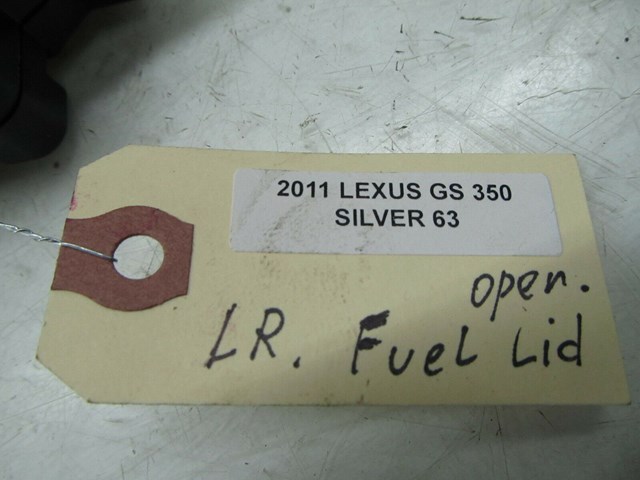 2011 LEXUS GS 350
SILVER 63
open.
LR. Fuel Lid